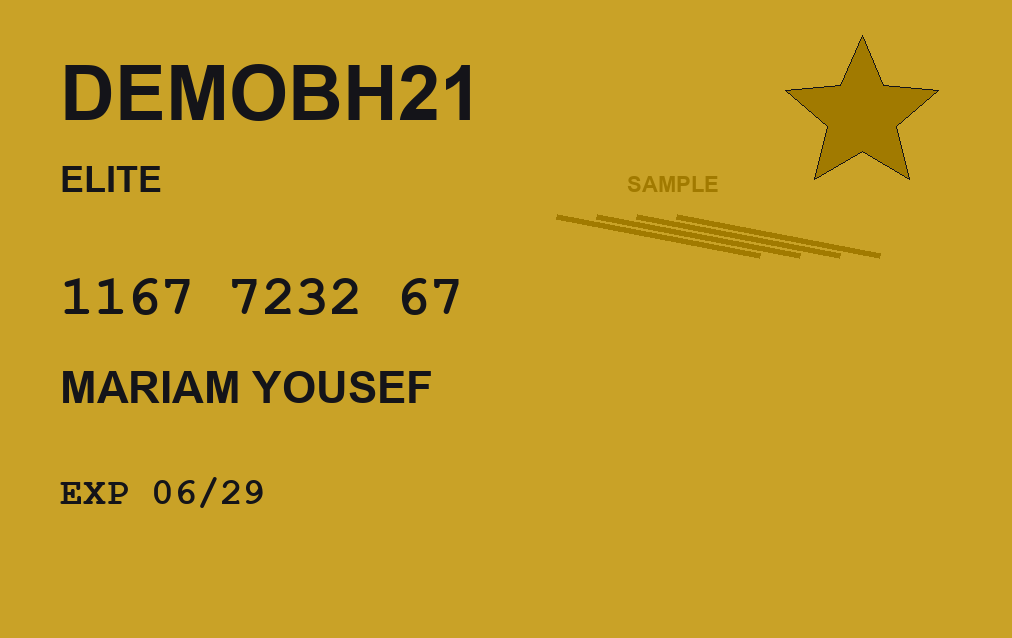 DEMOBH21
ELITE
SAMPLE
1167 7232 67
MARIAM YOUSEF
EXP 06/29